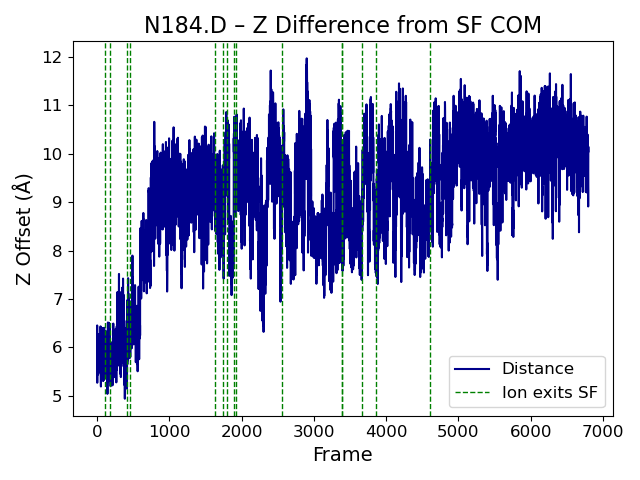 N184.D – Z Difference from SF COM
Z Offset (Å)
12
11
10
9
8
7
6
5
0 1000 2000 3000 4000 5000 6000 7000
Frame
Distance
Ion exits SF